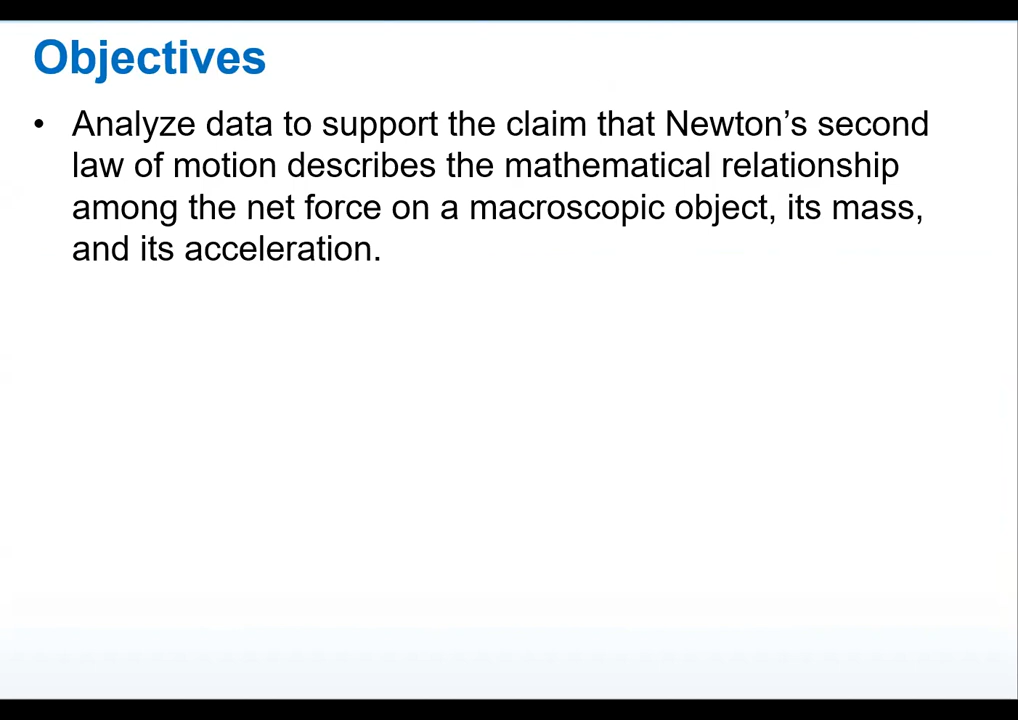 Objectives
• Analyze data to support the claim that Newton’s second
law of motion describes the mathematical relationship
among the net force on a macroscopic object, its mass,
and its acceleration.